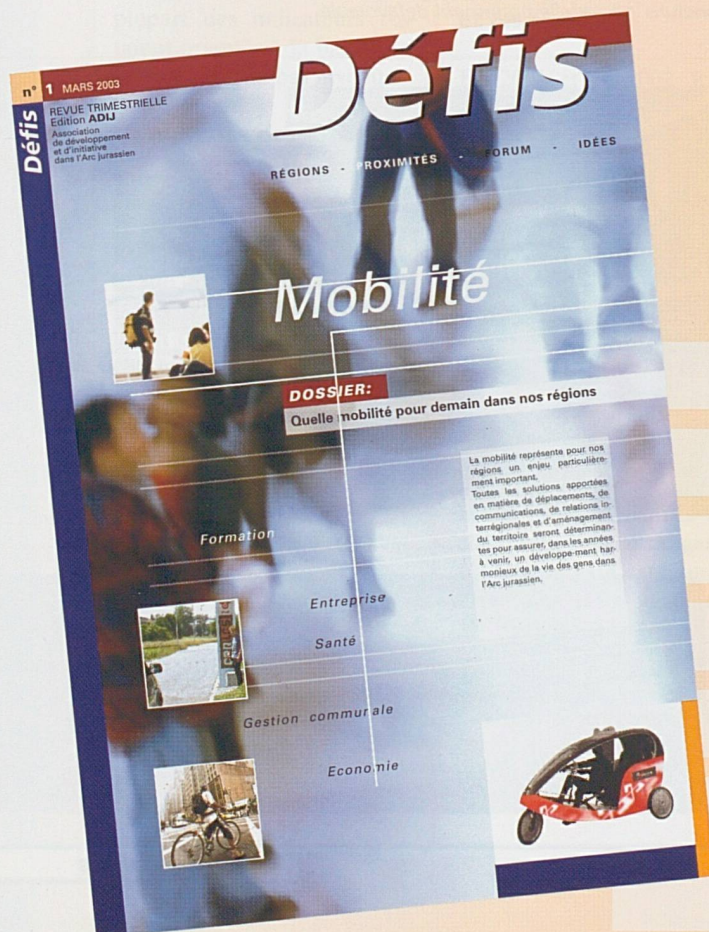 n° 1 MARS 2003
Défis
Défis
REVUE TRIMESTRIELLE
Edition ADIJ
Association
de développement
et d'initiative
dans l'Arc jurassien
RÉGIONS - PROXIMITÉS - FORUM - IDÉES
Mobilité
DOSSIER:
Quelle mobilité pour demain dans nos régions
La mobilité représente pour nos
régions un enjeu particulière-
ment important.
Toutes les solutions apportées
en matière de déplacements, de
communications, de relations in-
terrégionales et d'aménagement
du territoire seront déterminan-
tes pour assurer, dans les années
à venir, un développe-ment har-
monieux de la vie des gens dans
l'Arc jurassien.
Formation
Entreprise
Santé
Gestion communale
Economie